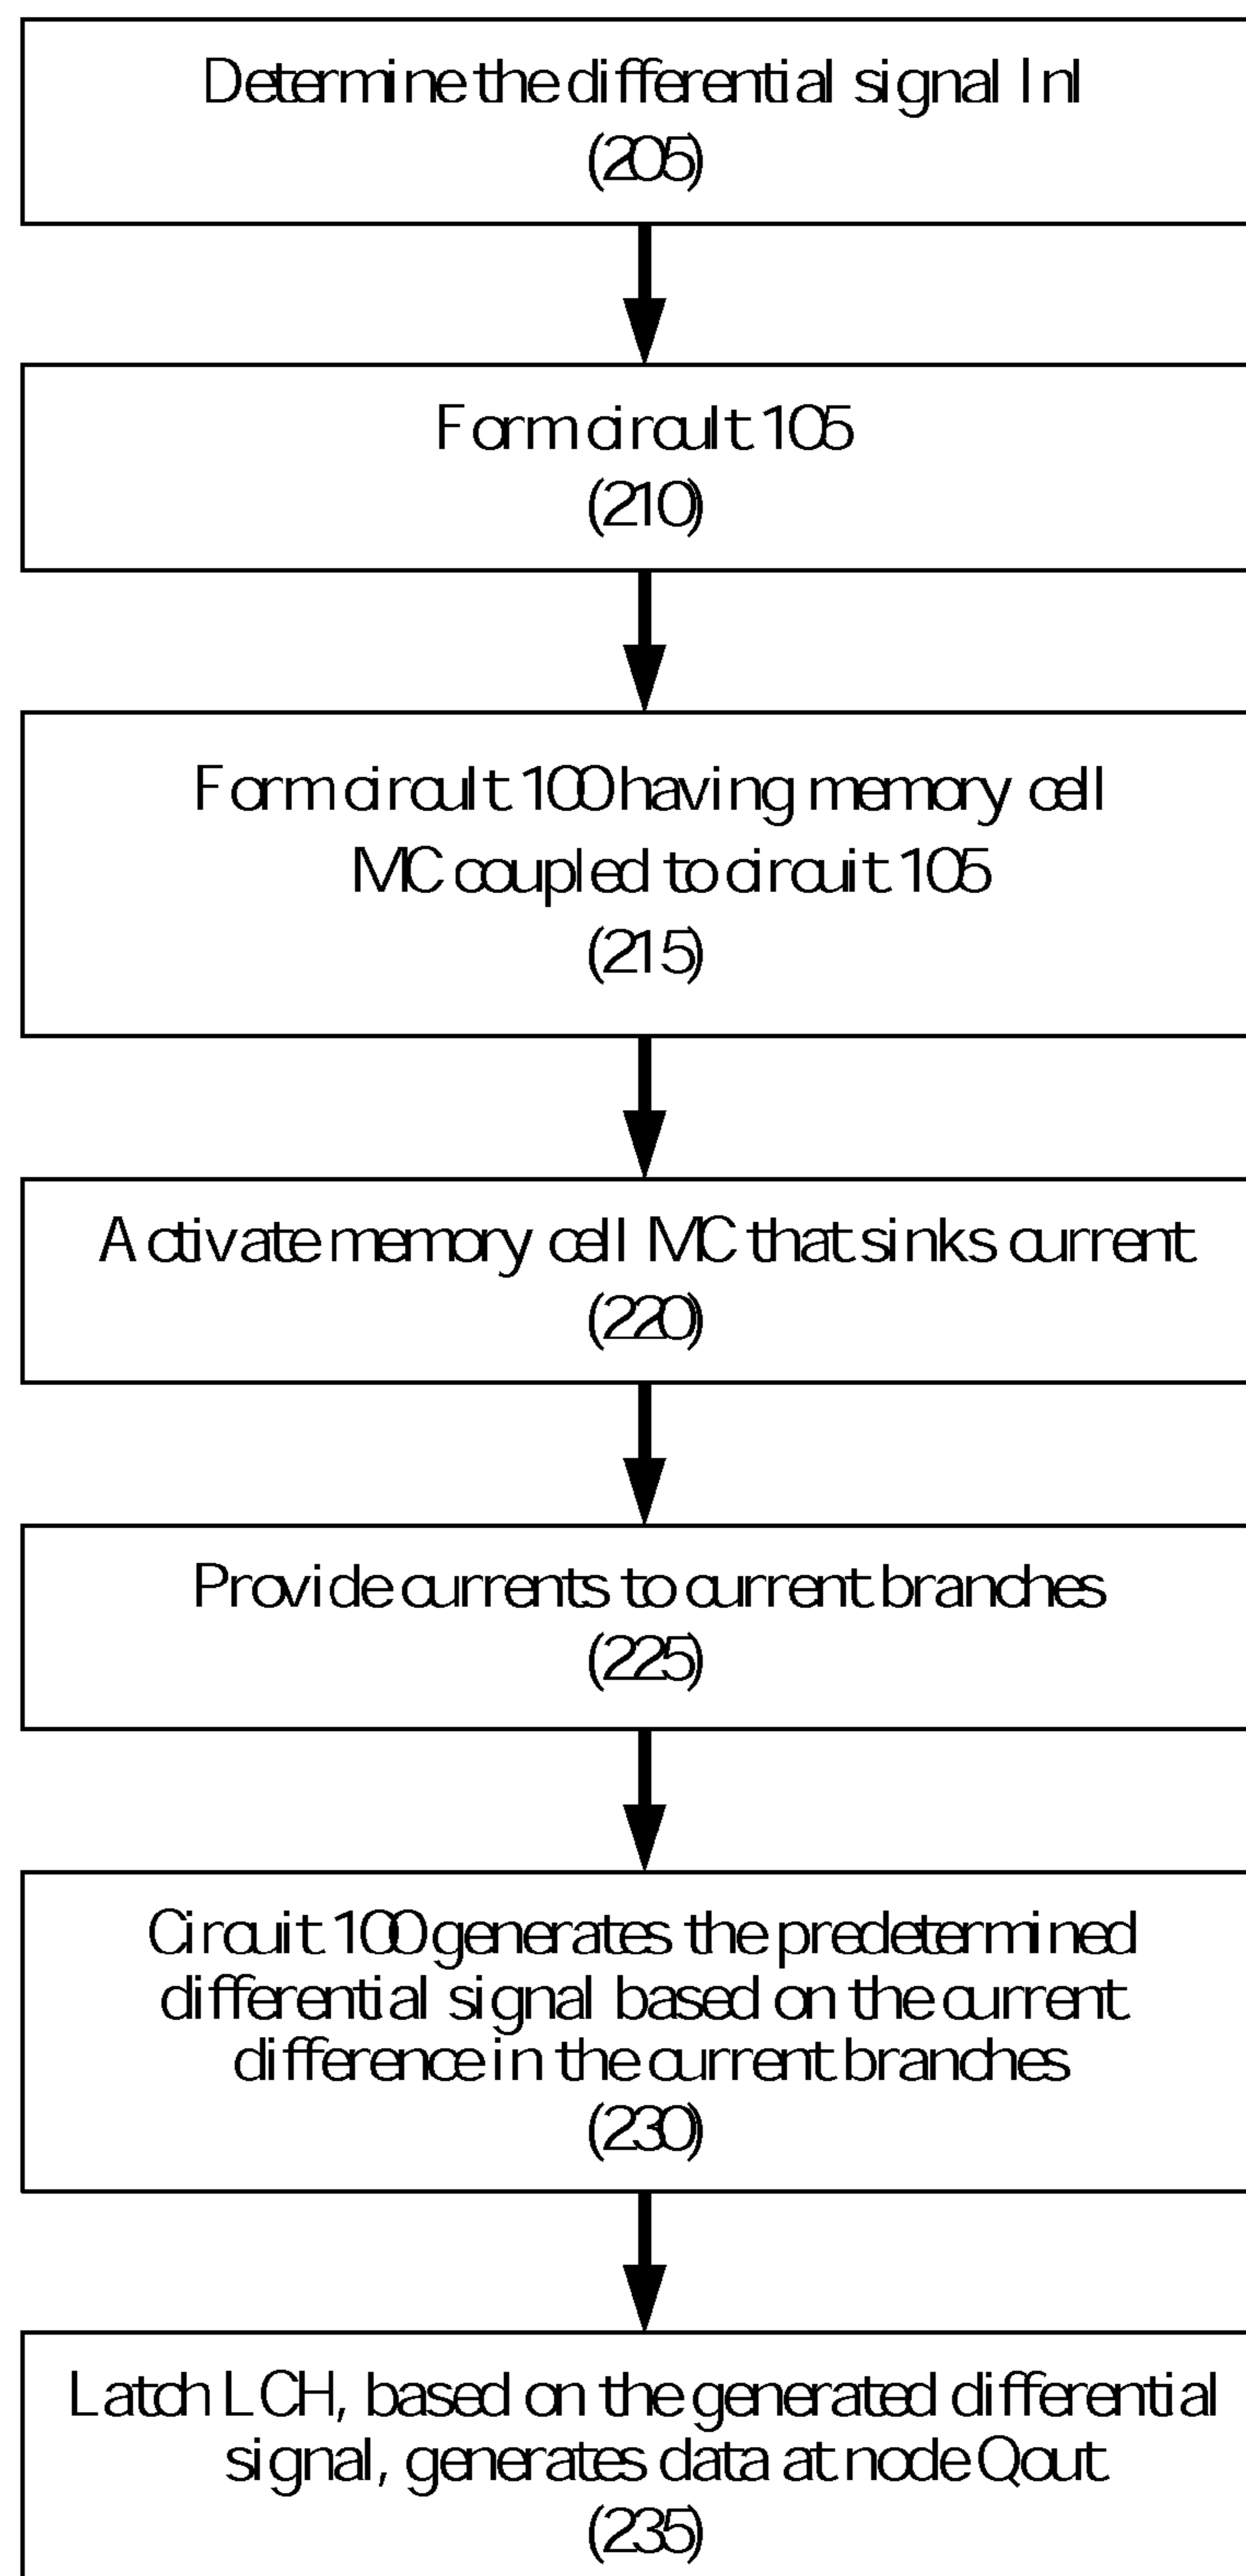 Determine the differential signal InI
(205)
Form circuit 105
(210)
Form circuit 100 having memory cell
MC coupled to circuit 105
(215)
Activate memory cell MC that sinks current
(220)
Provide currents to current branches
(225)
Circuit 100 generates the predetermined
differential signal based on the current
difference in the current branches
(230)
Latch LCH, based on the generated differential
signal, generates data at node Qout
(235)